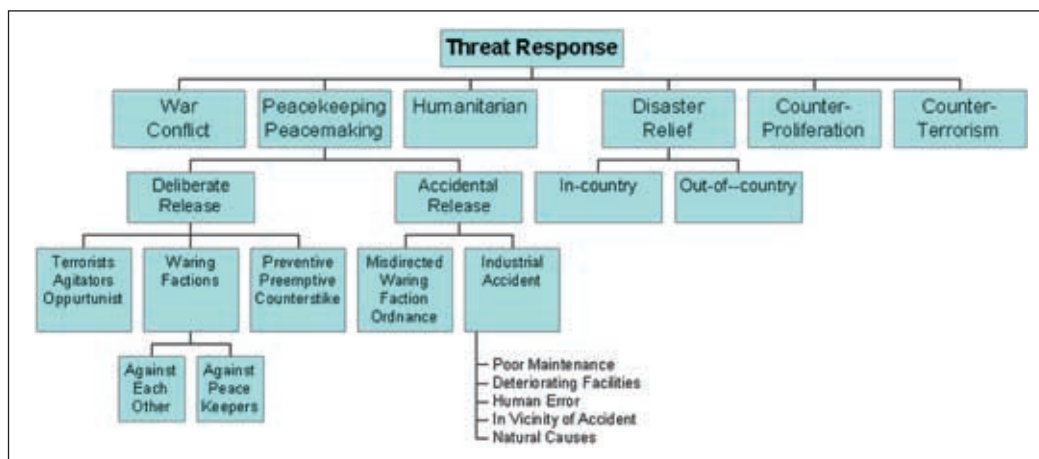 Threat Response
War
Conflict
Peacekeeping
Peacemaking
Humanitarian
Disaster
Relief
Counter-
Proliferation
Counter-
Terrorism
Deliberate
Release
Accidental
Release
In-country
Out-of--country
Terrorists
Agitators
Oppurtunist
Waring
Factions
Preventive
Preemptive
Counterstike
Misdirected
Waring
Faction
Ordnance
Industrial
Accident
Against
Each
Other
Against
Peace
Keepers
Poor Maintenance
Deteriorating Facilities
Human Error
In Vicinity of Accident
Natural Causes